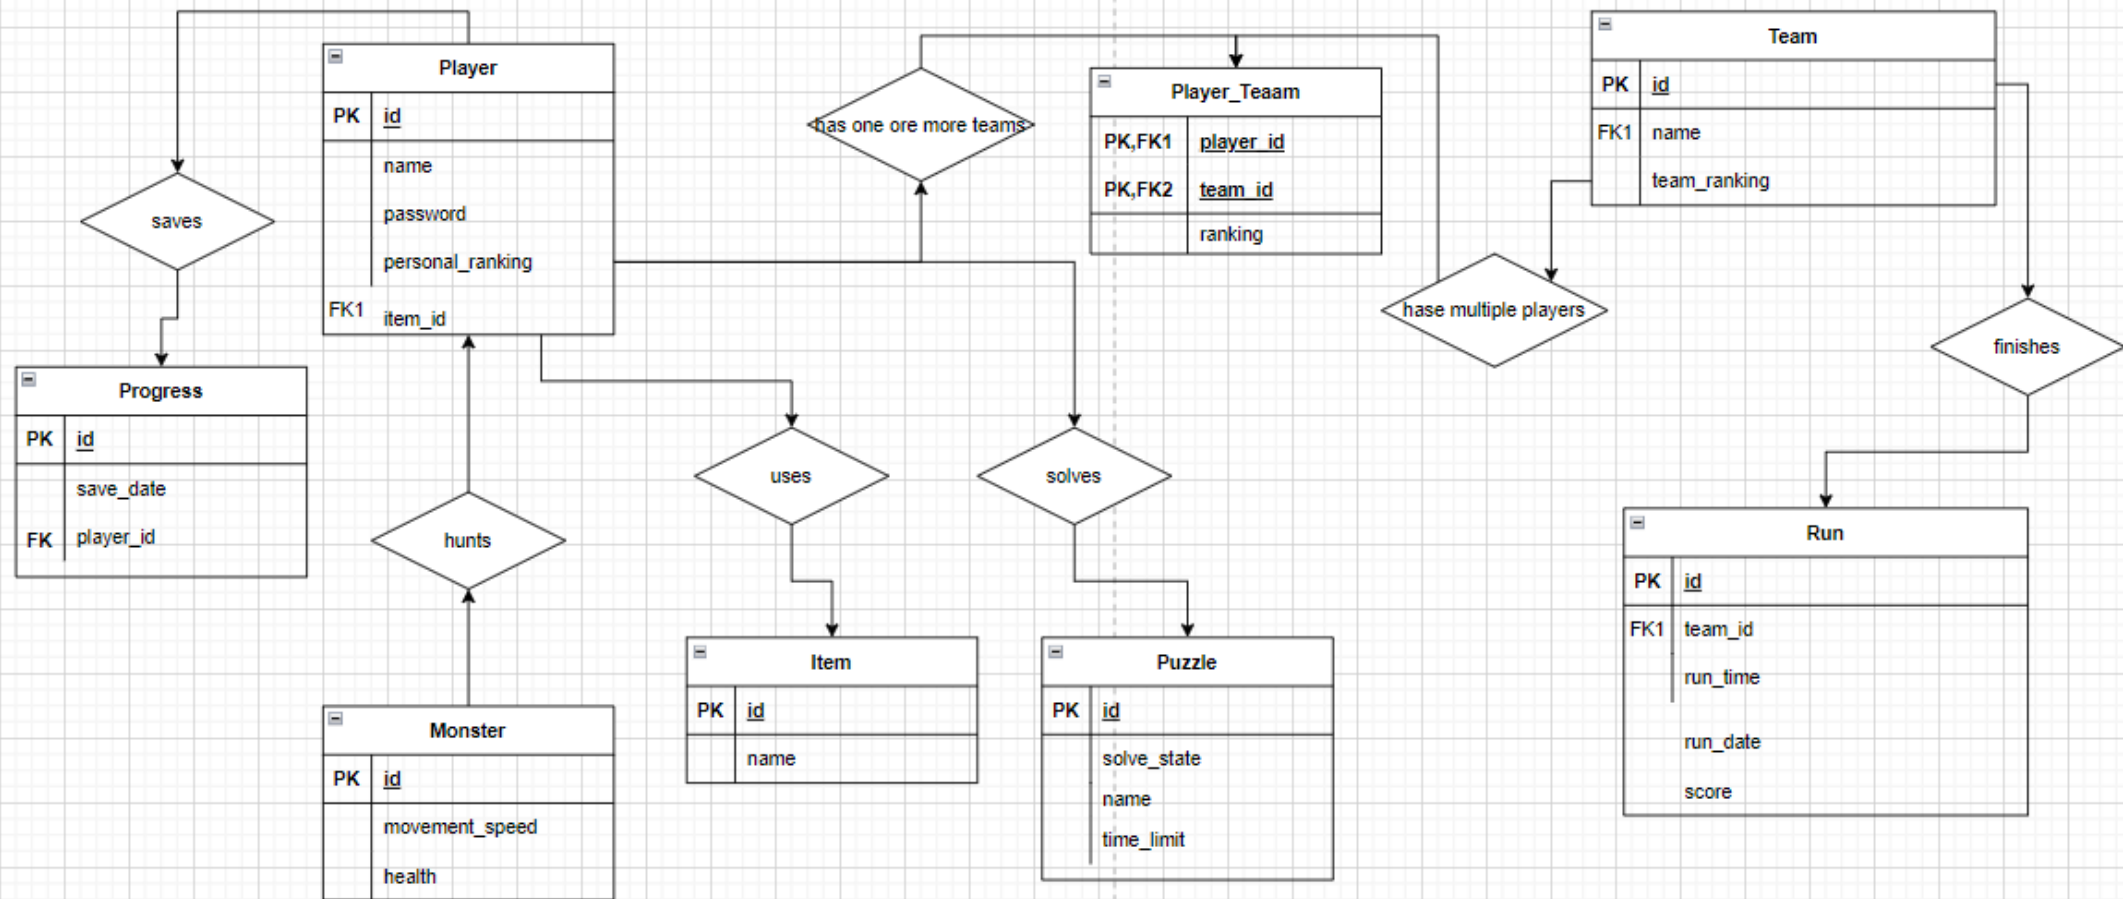 Player
PK id
name
password
personal_ranking
FK1 item_id
saves
Progress
PK id
save_date
FK player_id
hunts
Monster
PK id
movement_speed
health
has one ore more teams
Player_Teaam
PK,FK1 player_id
PK,FK2 team_id
ranking
uses
solves
Item
PK id
name
Puzzle
PK id
solve_state
name
time_limit
Team
PK id
FK1 name
team_ranking
hase multiple players
finishes
Run
PK id
FK1 team_id
run_time
run_date
score